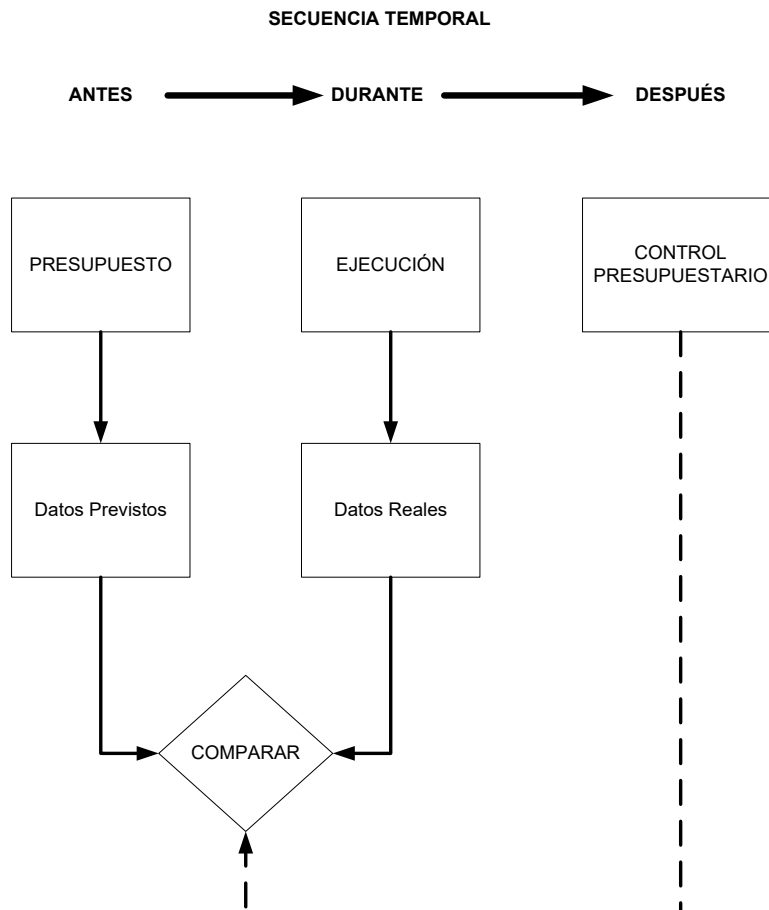 SECUENCIA TEMPORAL
ANTES
DURANTE
DESPUÉS
PRESUPUESTO
EJECUCIÓN
CONTROL
PRESUPUESTARIO
Datos Previstos
Datos Reales
COMPARAR